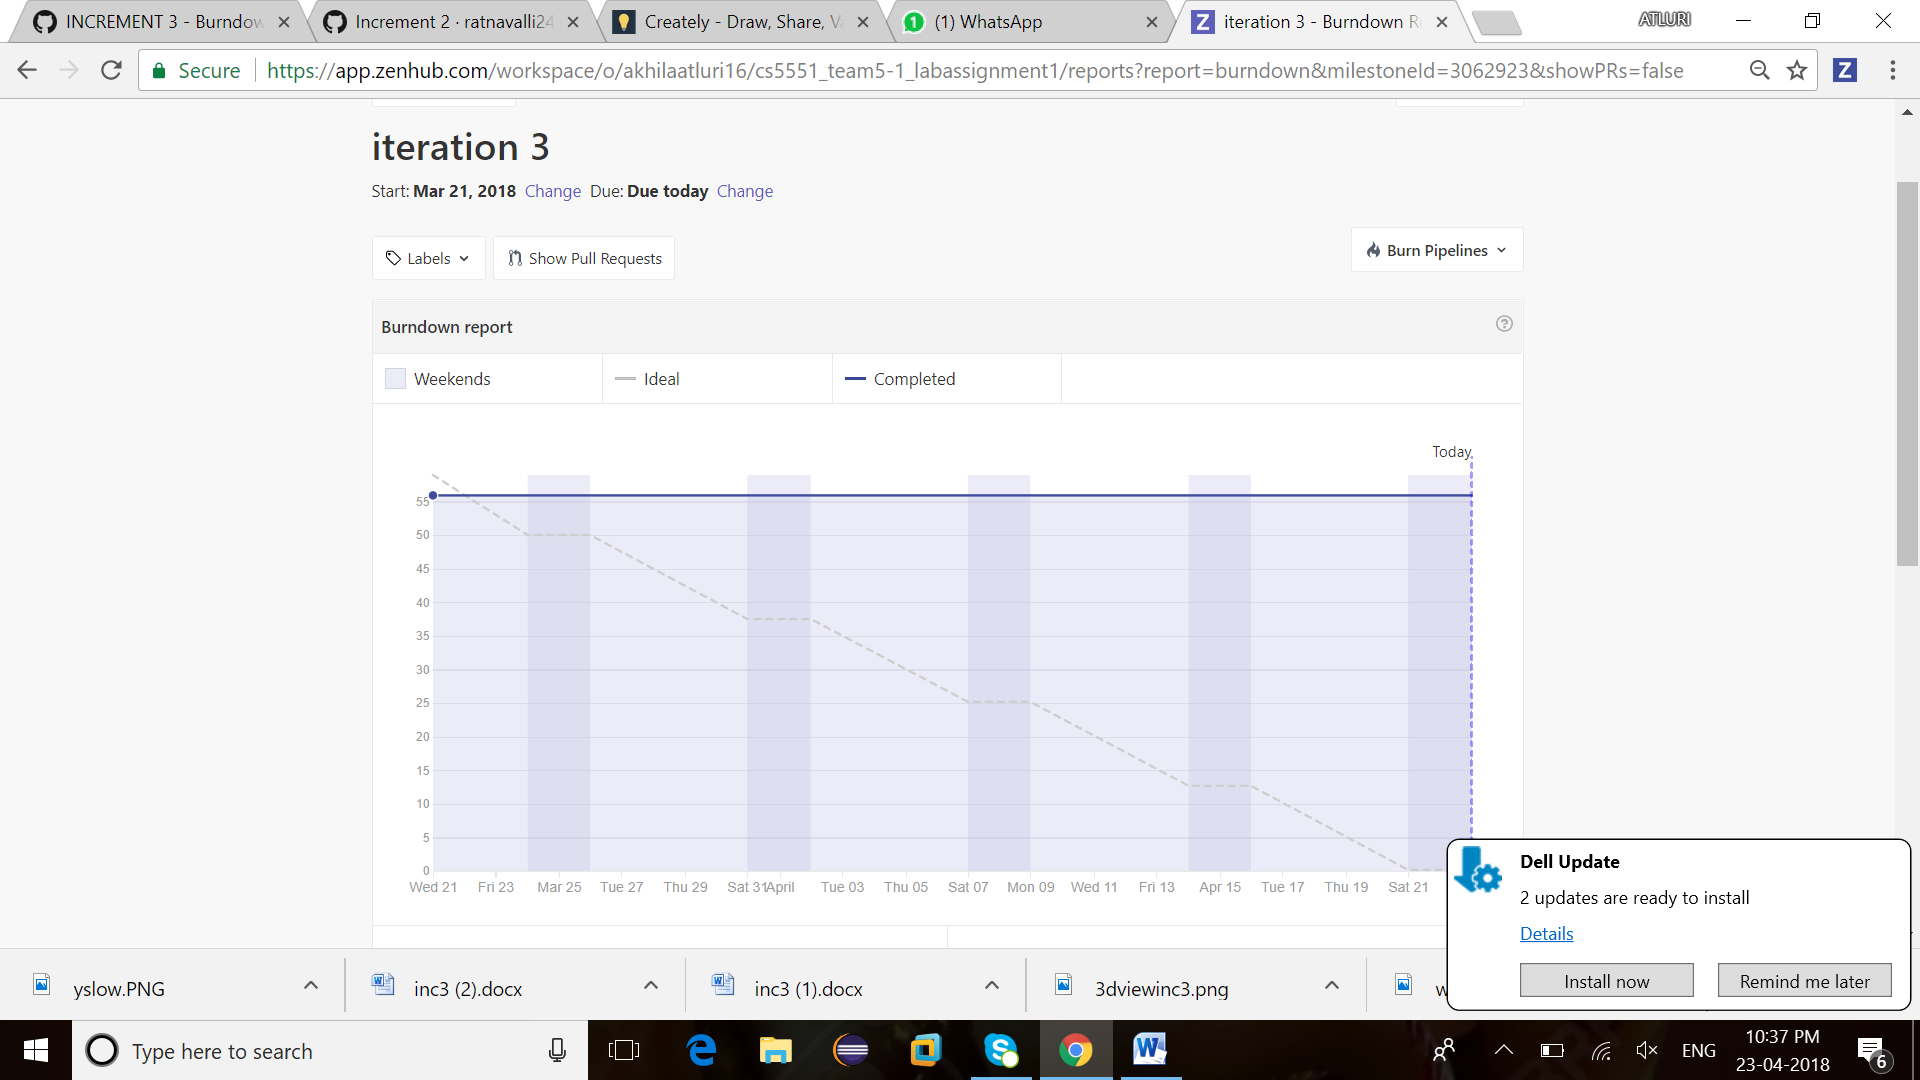 INCREMENT 3 - Burndow
Increment 2 · ratnavalli24
Creately - Draw, Share, Va
(1) WhatsApp
iteration 3 - Burndown Re
ATLURI
Secure
https://app.zenhub.com/workspace/o/akhilaatluri16/cs5551_team5-1_labassignment1/reports?report=burndown&milestoneId=3062923&showPRs=false
iteration 3
Start: Mar 21, 2018 Change Due: Due today Change
Labels
Show Pull Requests
Burn Pipelines
Burndown report
Weekends
Ideal
Completed
Today
55
50
45
40
35
30
25
20
15
10
5
0
Wed 21 Fri 23 Mar 25 Tue 27 Thu 29 Sat 31 April Tue 03 Thu 05 Sat 07 Mon 09 Wed 11 Fri 13 Apr 15 Tue 17 Thu 19 Sat 21
Dell Update
2 updates are ready to install
Details
Install now
Remind me later
yslow.PNG
inc3 (2).docx
inc3 (1).docx
3dviewinc3.png
w
Type here to search
ENG
10:37 PM
23-04-2018
6